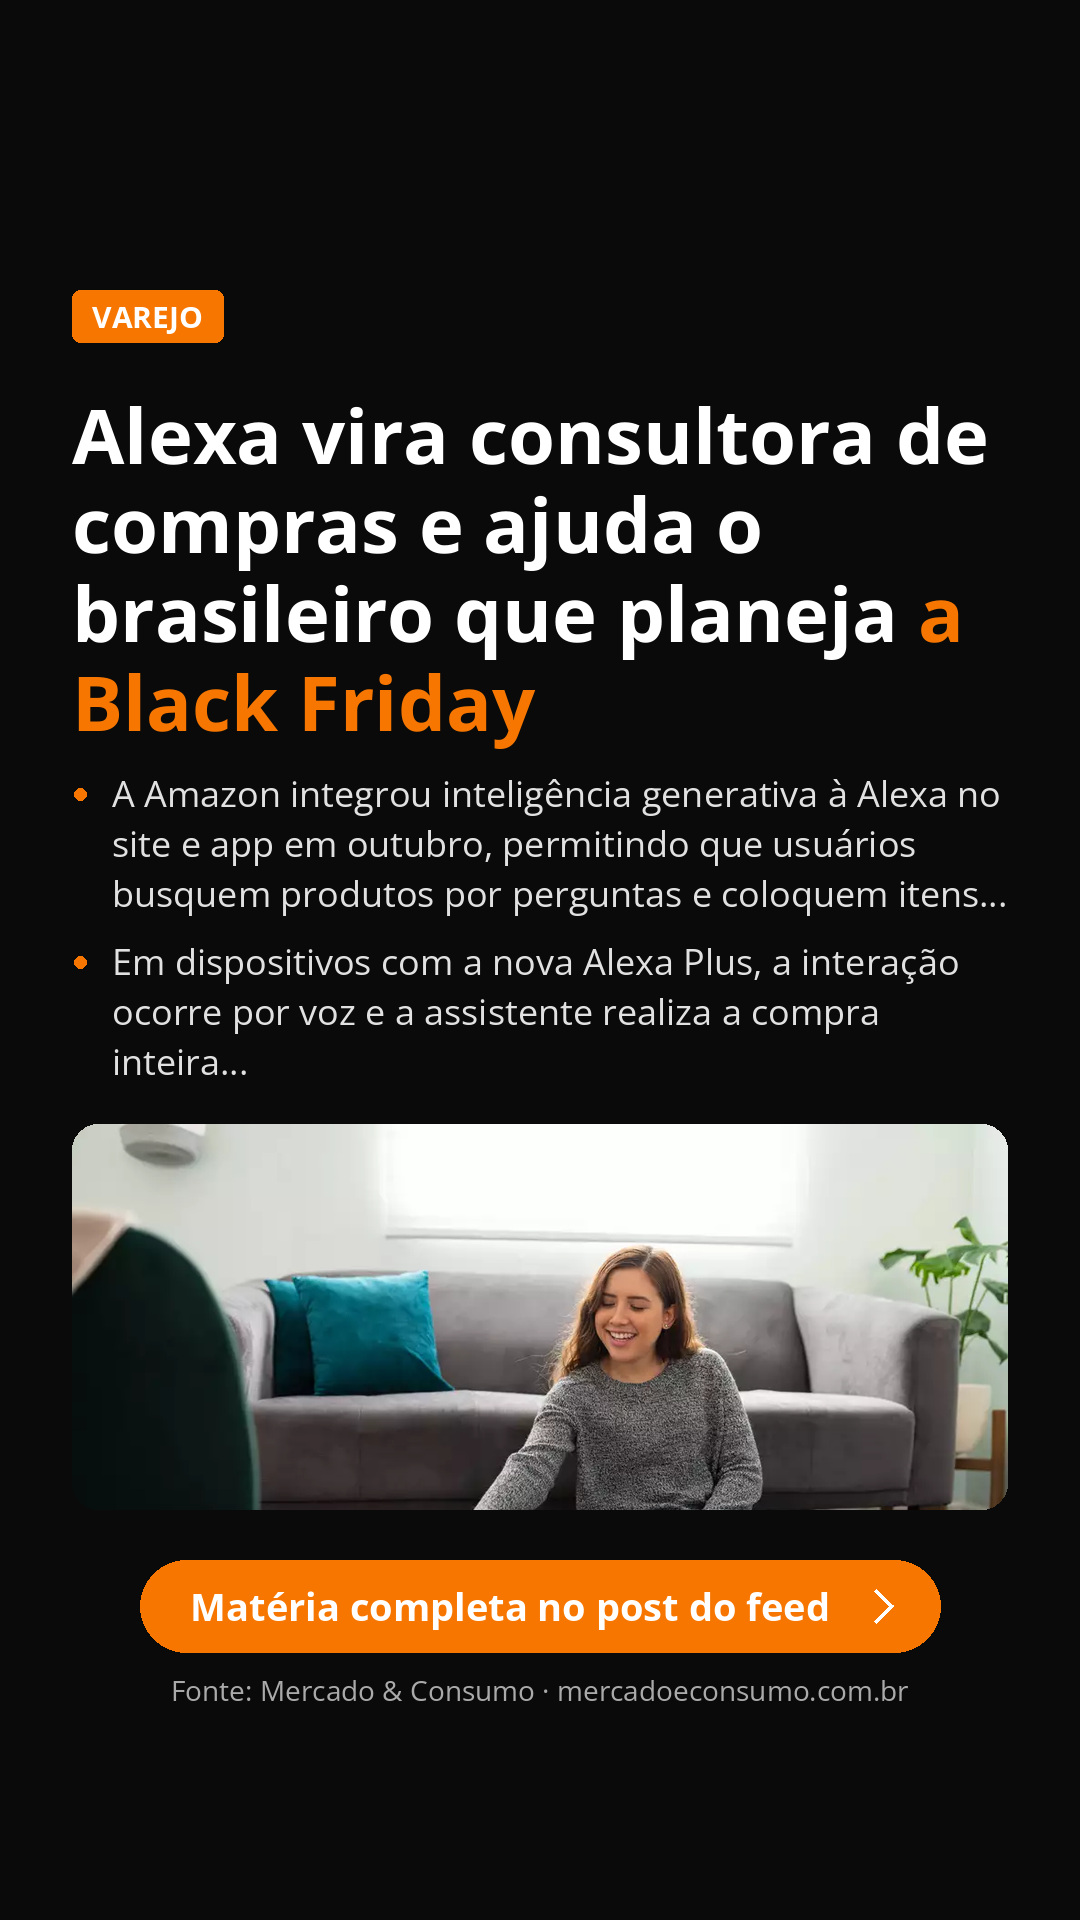 VAREJO
Alexa vira consultora de
compras e ajuda o
brasileiro que planeja a
Black Friday
• A Amazon integrou inteligência generativa à Alexa no
site e app em outubro, permitindo que usuários
busquem produtos por perguntas e coloquem itens...
• Em dispositivos com a nova Alexa Plus, a interação
ocorre por voz e a assistente realiza a compra
inteira...
Matéria completa no post do feed
Fonte: Mercado & Consumo · mercadoeconsumo.com.br